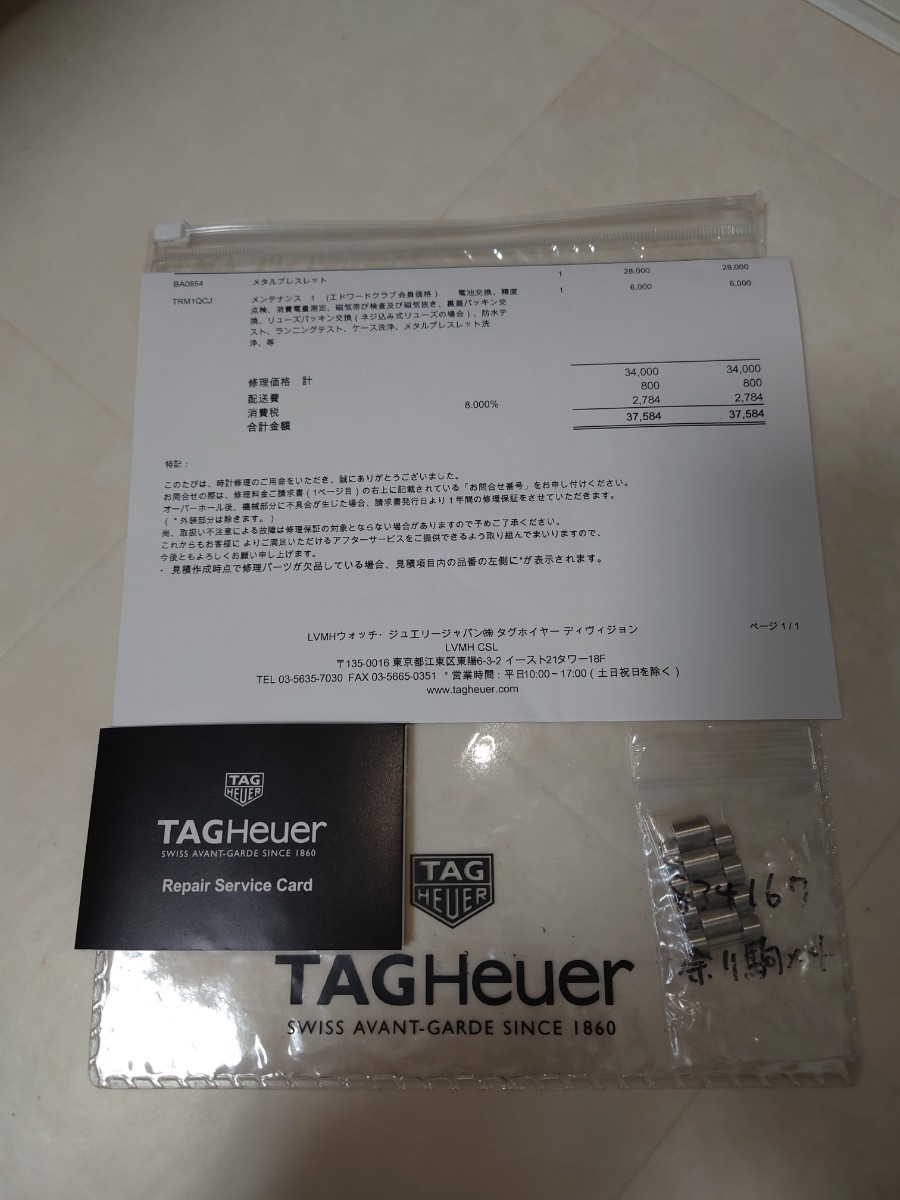 BA0854 メタルブレスレット 1 28,000 28,000
TRM1QCJ メンテナンス 1 (エドワードクラブ会員価格) 電池交換、精度 1 6,000 6,000
点検、消費電量測定、磁気帯び検査及び磁気抜き、裏蓋パッキン交
換、リューズパッキン交換(ネジ込み式リューズの場合)、防水テ
スト、ランニングテスト、ケース洗浄、メタルブレスレット洗
浄、等
修理価格 計 34,000 34,000
配送費 800 800
消費税 8.000% 2,784 2,784
合計金額 37,584 37,584
特記:
このたびは、時計修理のご用命をいただき、誠にありがとうございました。
お問合せの際は、修理料金ご請求書(1ページ目)の右上に記載されている「お問合せ番号」をお申し付けください。
オーバーホール後、機械部分に不具合が生じた場合、請求書発行日より1年間の修理保証をさせていただきます。
(*外装部分は除きます。)
尚、取扱い不注意による故障は修理保証の対象とならない場合がありますので予めご了承ください。
これからもお客様に よりご満足いただけるアフターサービスをご提供できるよう取り組んでまいりますので、
今後ともよろしくお願い申し上げます。
・ 見積作成時点で修理パーツが欠品している場合、見積項目内の品番の左側に*が表示されます。
LVMHウォッチ・ジュエリージャパン㈱ タグホイヤー ディヴィジョン
ページ 1 / 1
LVMH CSL
〒135-0016 東京都江東区東陽6-3-2 イースト21タワー18F
TEL 03-5635-7030 FAX 03-5665-0351 *営業時間:平日10:00~17:00(土日祝日を除く)
www.tagheuer.com
TAG
HEUER
TAGHeuer
SWISS AVANT-GARDE SINCE 1860
Repair Service Card
TAG
HEUER
TAGHeuer
SWISS AVANT-GARDE SINCE 1860
余り駒×4